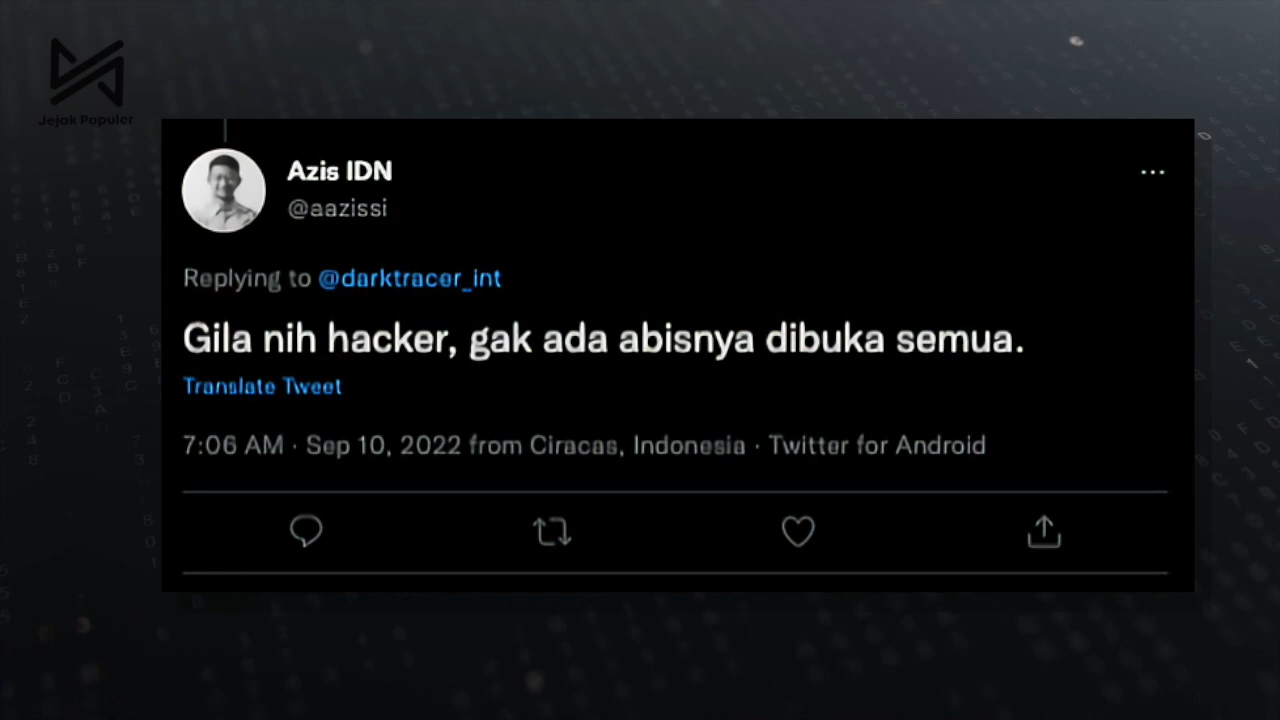 Jejak Populer
Azis IDN
@aazissi
Replying to @darktracer_int
Gila nih hacker, gak ada abisnya dibuka semua.
Translate Tweet
7:06 AM · Sep 10, 2022 from Ciracas, Indonesia · Twitter for Android